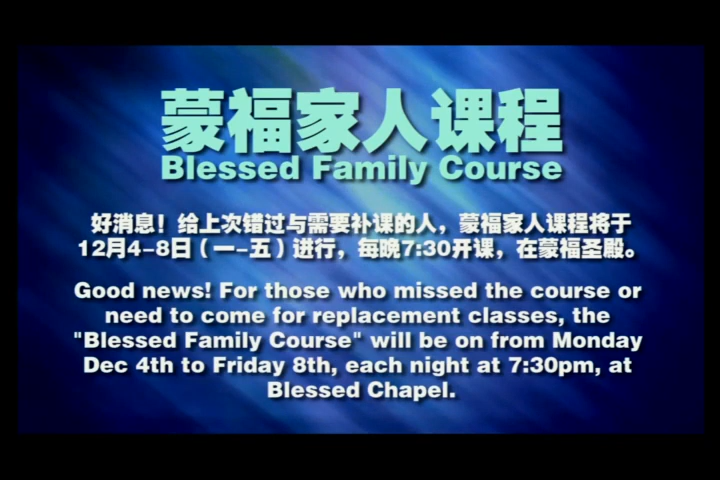 蒙福家人课程
Blessed Family Course
好消息！给上次错过与需要补课的人，蒙福家人课程将于
12月4-8日（一-五）进行，每晚7:30开课，在蒙福圣殿。
Good news! For those who missed the course or
need to come for replacement classes, the
"Blessed Family Course" will be on from Monday
Dec 4th to Friday 8th, each night at 7:30pm, at
Blessed Chapel.